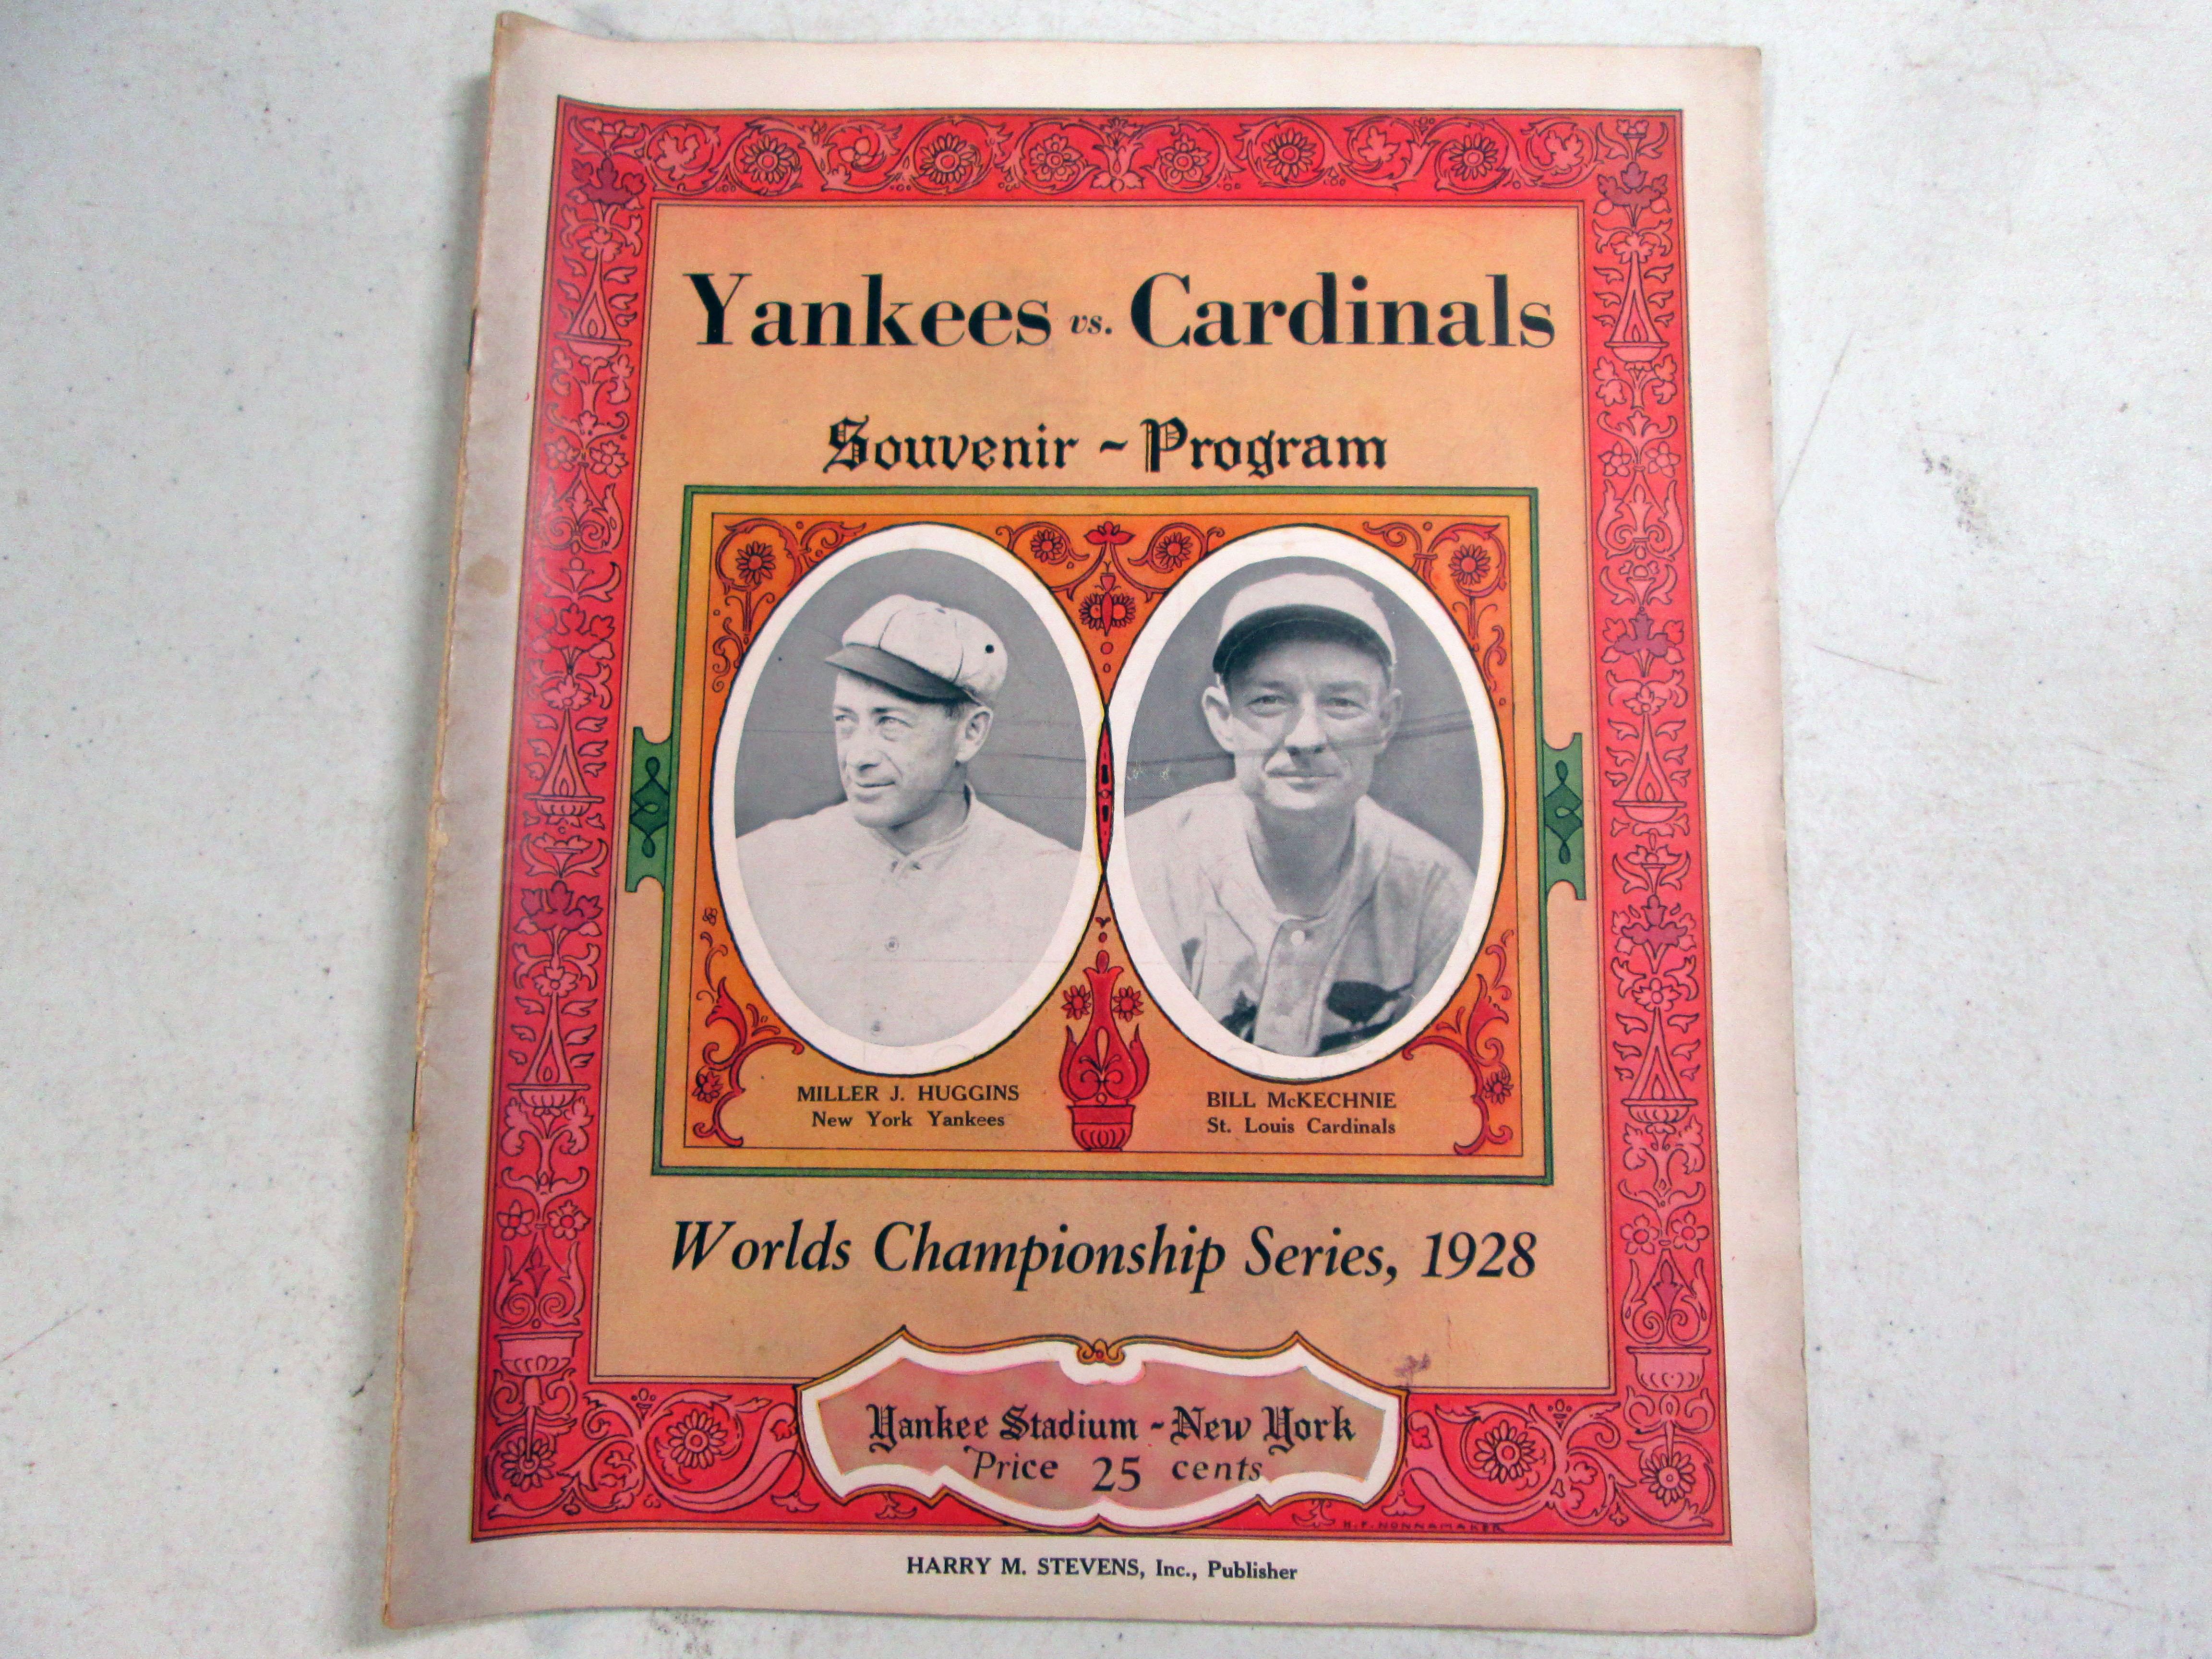 Yankees vs. Cardinals
Souvenir - Program
MILLER J. HUGGINS
New York Yankees
BILL McKECHNIE
St. Louis Cardinals
Worlds Championship Series, 1928
Yankee Stadium - New York
Price 25 cents
H.F. NONNAMAKER
HARRY M. STEVENS, Inc., Publisher